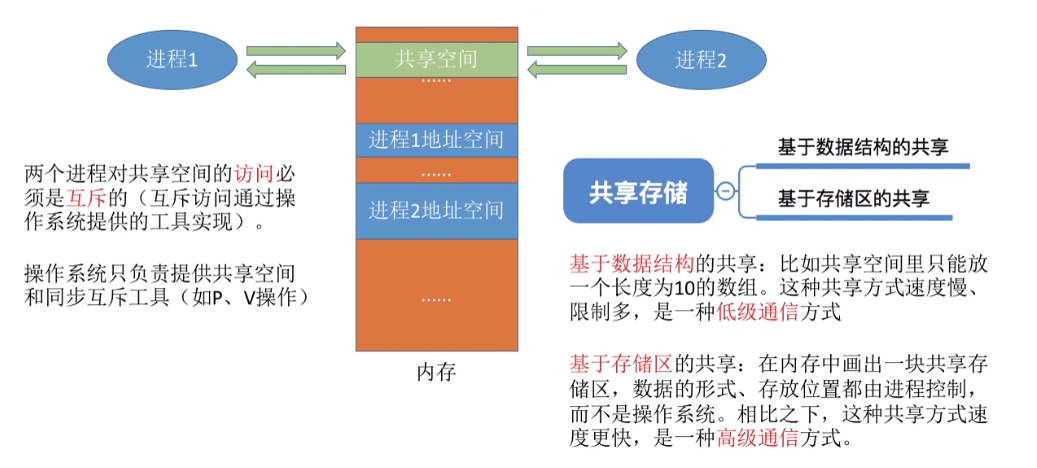 进程1
共享空间
进程2
......
进程1地址空间
......
进程2地址空间
......
内存
两个进程对共享空间的访问必
须是互斥的（互斥访问通过操
作系统提供的工具实现）。
操作系统只负责提供共享空间
和同步互斥工具（如P、V操作）
共享存储
基于数据结构的共享
基于存储区的共享
基于数据结构的共享：比如共享空间里只能放
一个长度为10的数组。这种共享方式速度慢、
限制多，是一种低级通信方式
基于存储区的共享：在内存中画出一块共享存
储区，数据的形式、存放位置都由进程控制，
而不是操作系统。相比之下，这种共享方式速
度更快，是一种高级通信方式。